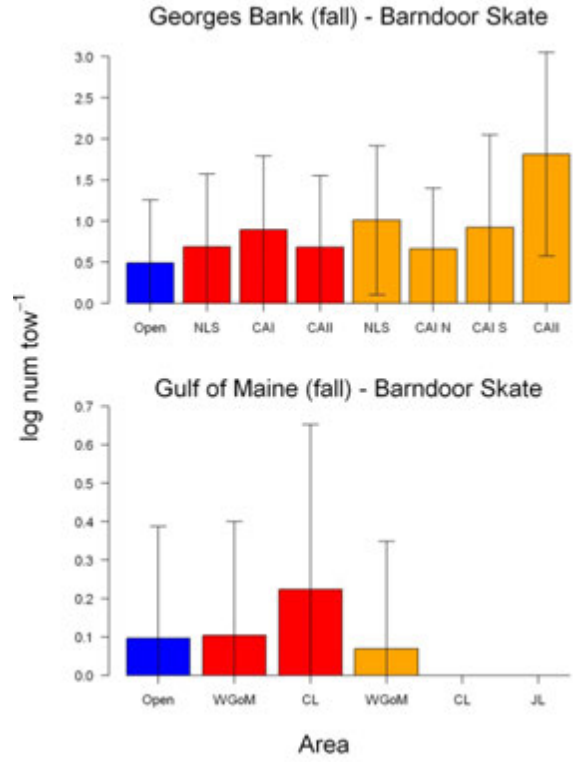 Georges Bank (fall) - Barndoor Skate
3.0
2.5
2.0
1.5
1.0
0.5
0.0
Open NLS CAI CAII NLS CAI N CAI S CAII
log num tow⁻¹
Gulf of Maine (fall) - Barndoor Skate
0.7
0.6
0.5
0.4
0.3
0.2
0.1
0.0
Open WGoM CL WGoM CL JL
Area